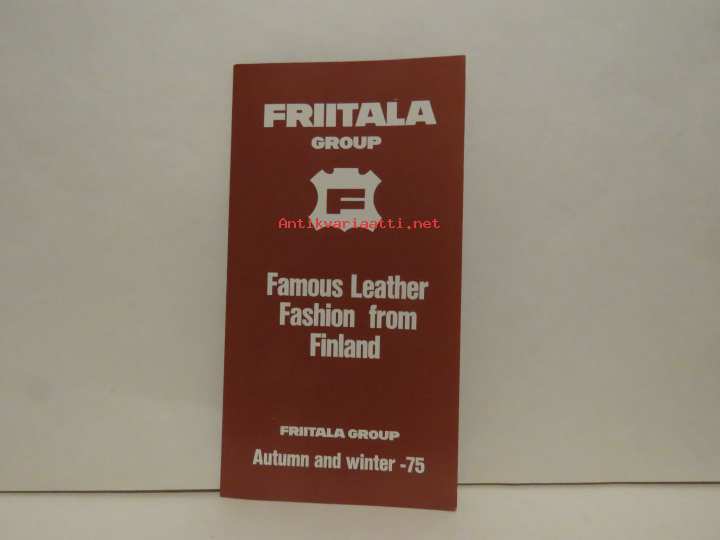 FRIITALA
GROUP
F
Antikvariaatti.net
Famous Leather
Fashion from
Finland
FRIITALA GROUP
Autumn and winter -75